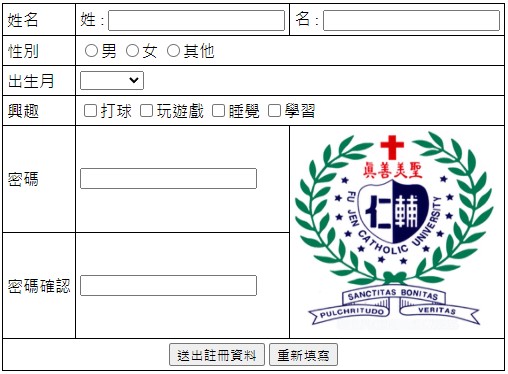 姓名 姓 : 名 :
性別 男 女 其他
出生月
興趣 打球 玩遊戲 睡覺 學習
密碼
真善美聖
FU JEN CATHOLIC UNIVERSITY
仁輔
密碼確認
SANCTITAS BONITAS
PULCHRITUDO VERITAS
送出註冊資料 重新填寫